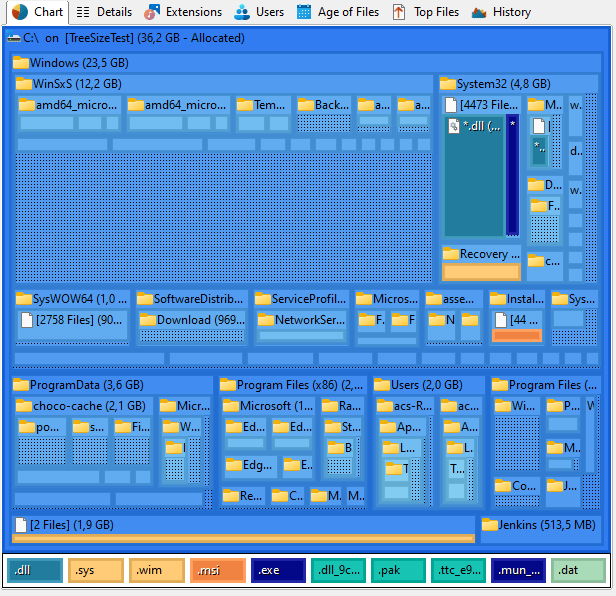 Chart Details Extensions Users Age of Files Top Files History
C:\ on [TreeSizeTest] (36,2 GB - Allocated)
Windows (23,5 GB)
WinSxS (12,2 GB) System32 (4,8 GB)
amd64_micro... amd64_micro... Tem... Back... a... a... [4473 File... M... w.
*.dll (... * [
*.. d..
D... w.
F..
Recovery ... c...
SysWOW64 (1,0 ... SoftwareDistrib... ServiceProfil... Micros... asse... Instal... Sys...
[2758 Files] (90... Download (969... NetworkSer... F. F N [44 ...
ProgramData (3,6 GB) Program Files (x86) (2,... Users (2,0 GB) Program Files (...
choco-cache (2,1 GB) Micr... Microsoft (1... Ra... acs-R... ac... Wi... P... W
po... s... Fi... W... Ed... Ed... St... Ap... A...
I B L... L. M..
Edg... E.. T T..
Re... C.. M. M.. Co... J...
[2 Files] (1,9 GB) Jenkins (513,5 MB)
.dll .sys .wim .msi .exe .dll_9c... .pak .ttc_e9... .mun_... .dat